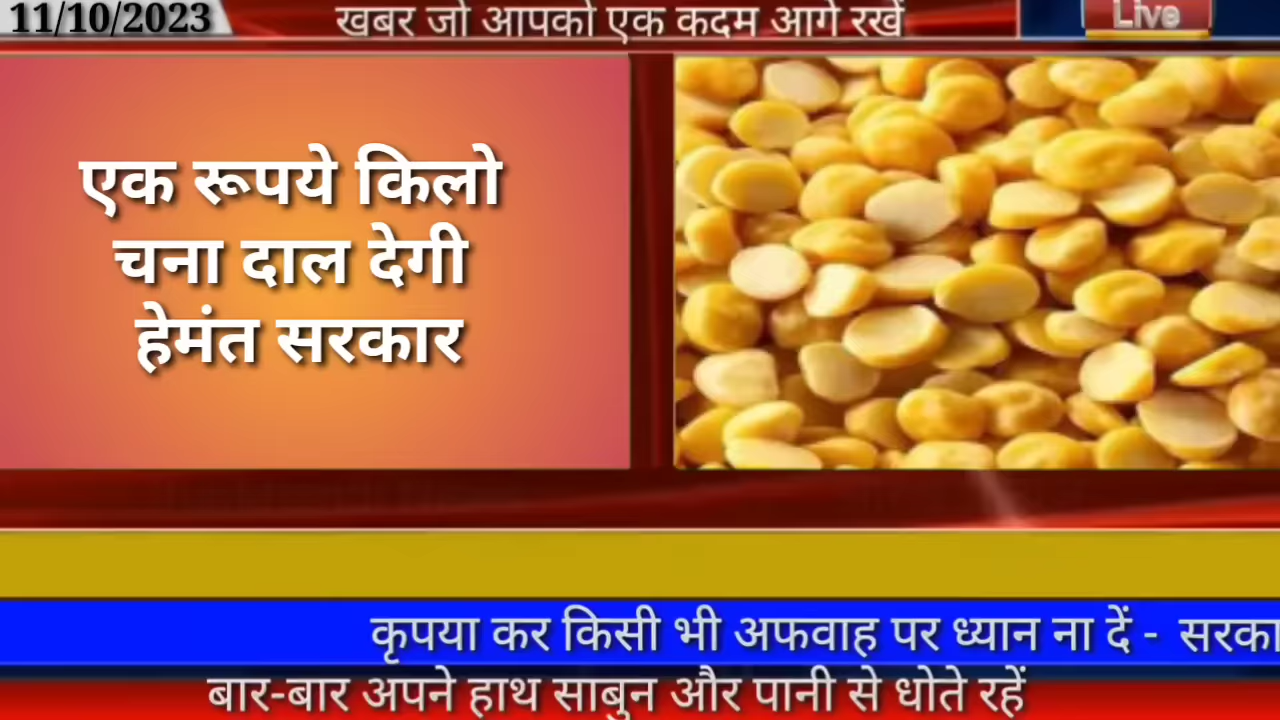 11/10/2023
खबर जो आपको एक कदम आगे रखें
Live
एक रूपये किलो
चना दाल देगी
हेमंत सरकार
कृपया कर किसी भी अफवाह पर ध्यान ना दें -
बार-बार अपने हाथ साबुन और पानी से धोते रहें